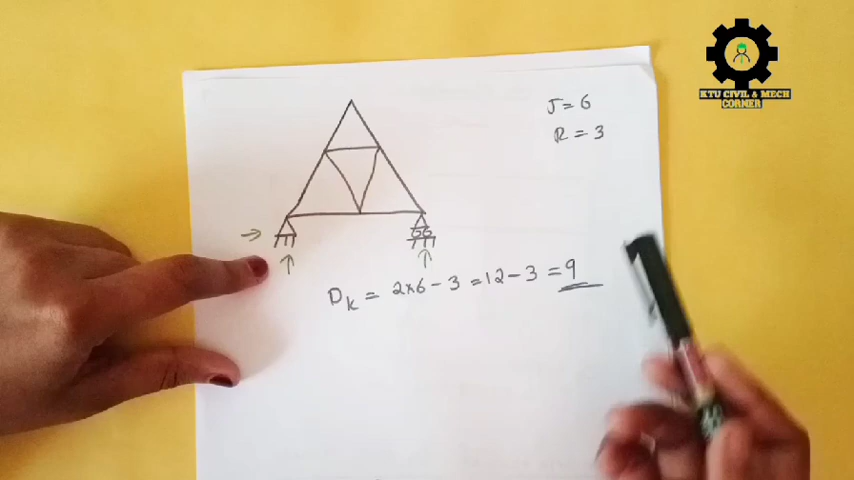 KTU CIVIL & MECH
CORNER
J = 6
R = 3
Dk = 2x6 - 3 = 12 - 3 = 9